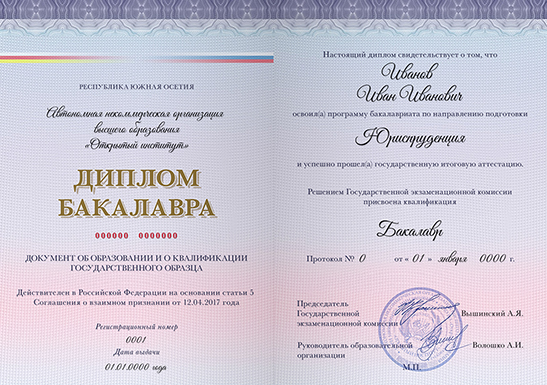 РЕСПУБЛИКА ЮЖНАЯ ОСЕТИЯ
Автономная некоммерческая организация
высшего образования
«Открытый институт»
ДИПЛОМ
БАКАЛАВРА
000000 0000000
ДОКУМЕНТ ОБ ОБРАЗОВАНИИ И О КВАЛИФИКАЦИИ
ГОСУДАРСТВЕННОГО ОБРАЗЦА
Действителен в Российской Федерации на основании статьи 5
Соглашения о взаимном признании от 12.04.2017 года
Регистрационный номер
0001
Дата выдачи
01.01.0000 года
Настоящий диплом свидетельствует о том, что
Иванов
Иван Иванович
освоил(а) программу бакалавриата по направлению подготовки
Юриспруденция
и успешно прошел(а) государственную итоговую аттестацию.
Решением Государственной экзаменационной комиссии
присвоена квалификация
Бакалавр
Протокол № 0 от « 01 » января 0000 г.
Председатель
Государственной
экзаменационной комиссии Вышинский А.Я.
Руководитель образовательной Волошко А.И.
организации
М.П.